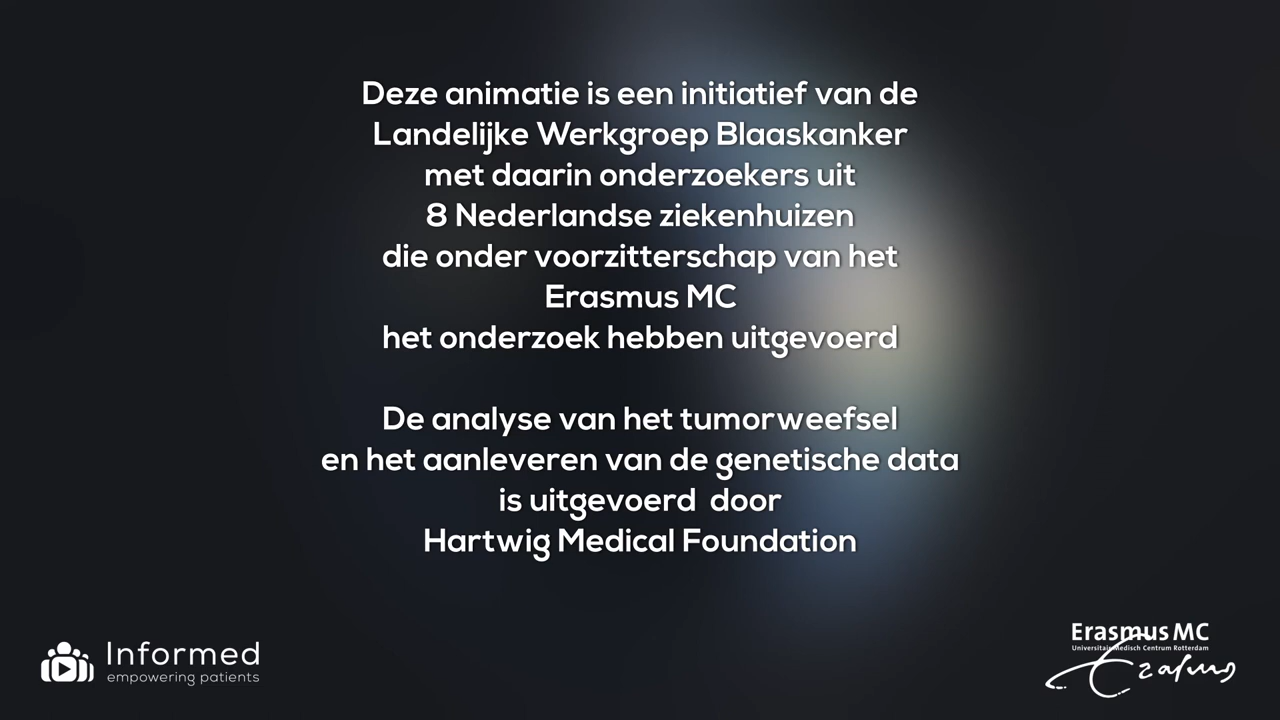 Deze animatie is een initiatief van de
Landelijke Werkgroep Blaaskanker
met daarin onderzoekers uit
8 Nederlandse ziekenhuizen
die onder voorzitterschap van het
Erasmus MC
het onderzoek hebben uitgevoerd
De analyse van het tumorweefsel
en het aanleveren van de genetische data
is uitgevoerd door
Hartwig Medical Foundation
Informed
empowering patients
Erasmus MC
Universitair Medisch Centrum Rotterdam
Erasmus